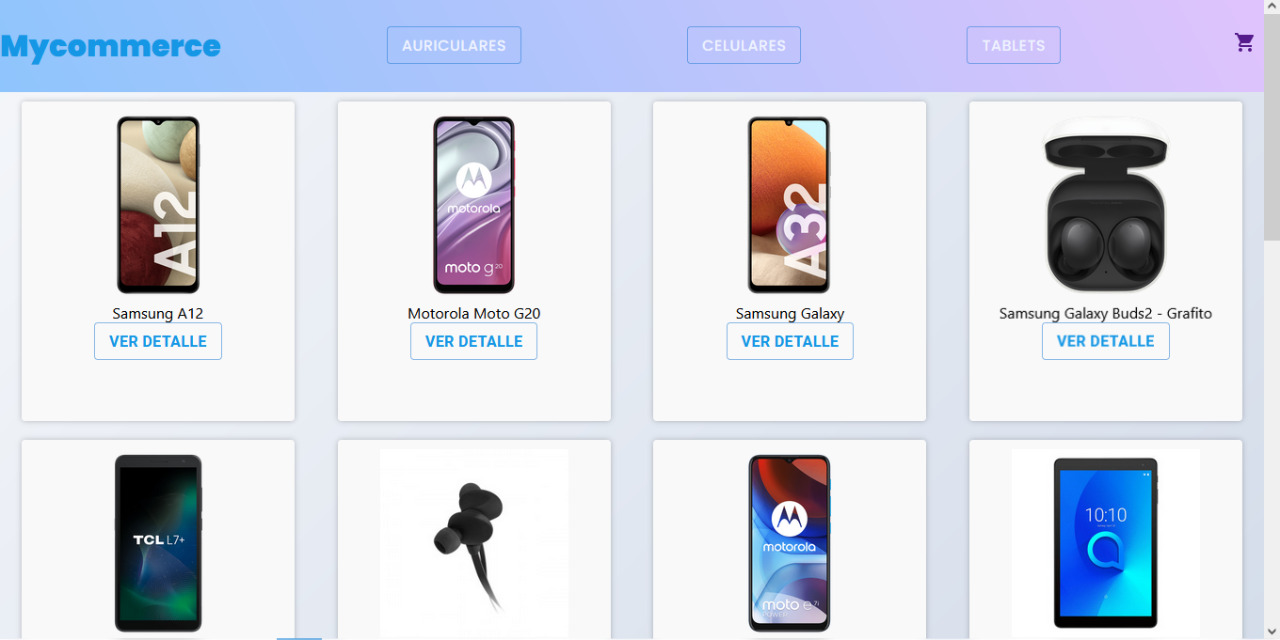 Mycommerce
AURICULARES
CELULARES
TABLETS
A12
motorola
moto g20
A32
Samsung A12
Motorola Moto G20
Samsung Galaxy
Samsung Galaxy Buds2 - Grafito
VER DETALLE
VER DETALLE
VER DETALLE
VER DETALLE
TCL L7+
motorola
moto e7i
10:10